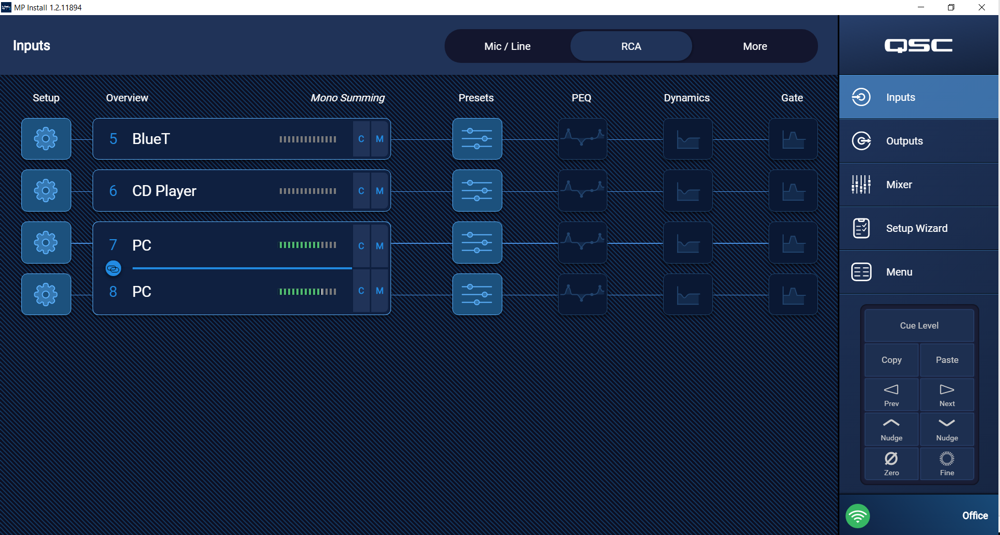 MP Install 1.2.11894
Inputs
Mic / Line
RCA
More
QSC
Setup
Overview
Mono Summing
Presets
PEQ
Dynamics
Gate
5 BlueT C M
6 CD Player C M
7 PC C M
8 PC C M
Inputs
Outputs
Mixer
Setup Wizard
Menu
Cue Level
Copy
Paste
Prev
Next
Nudge
Nudge
Zero
Fine
Office